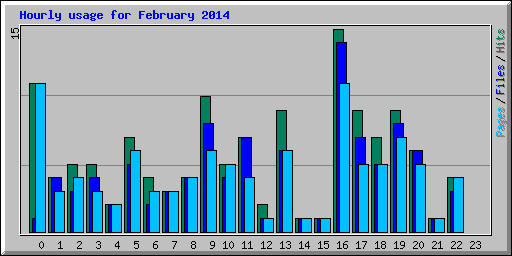 Hourly usage for February 2014
15
Pages/Files/Hits
0 1 2 3 4 5 6 7 8 9 10 11 12 13 14 15 16 17 18 19 20 21 22 23